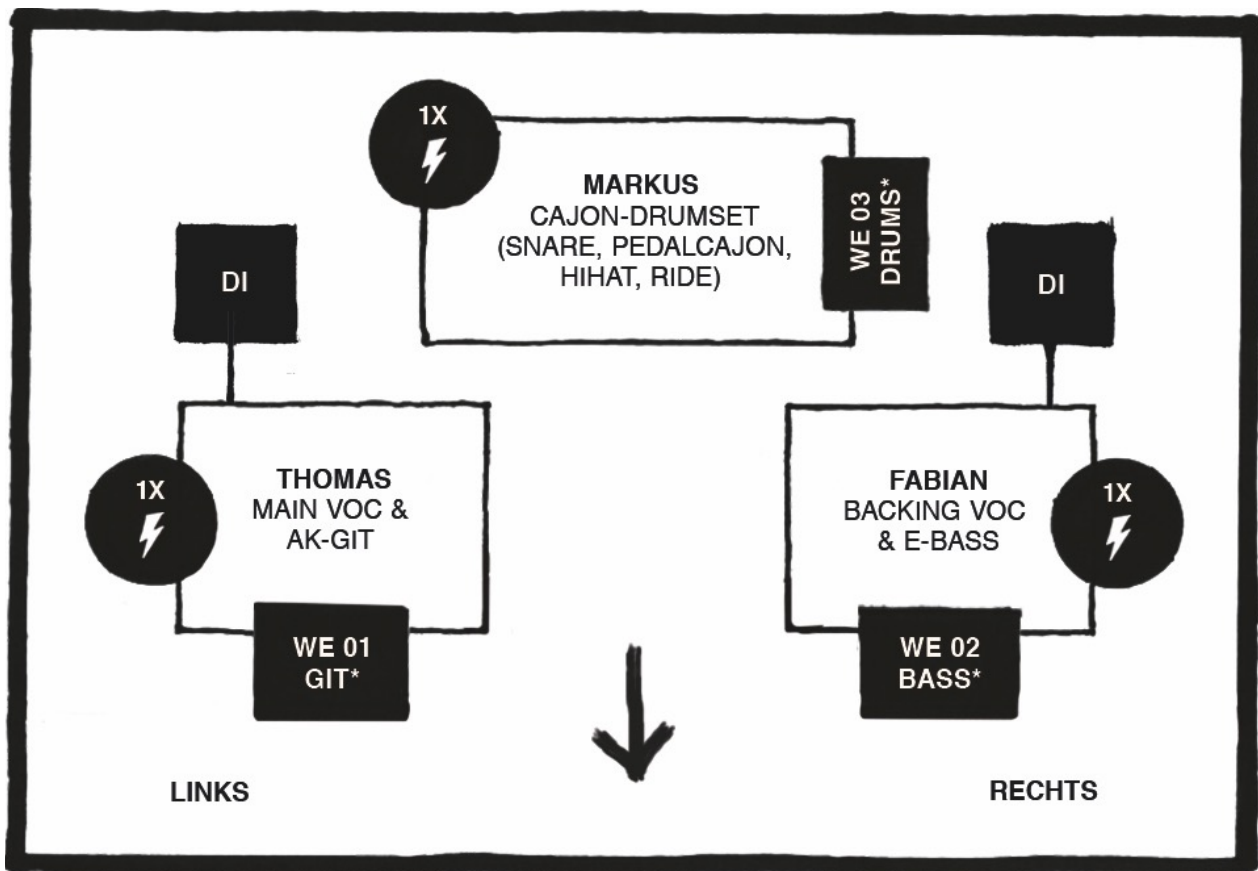 1X
MARKUS
CAJON-DRUMSET
(SNARE, PEDALCAJON,
HIHAT, RIDE)
WE 03
DRUMS*
DI
DI
1X
THOMAS
MAIN VOC &
AK-GIT
WE 01
GIT*
FABIAN
BACKING VOC
& E-BASS
1X
WE 02
BASS*
LINKS
RECHTS